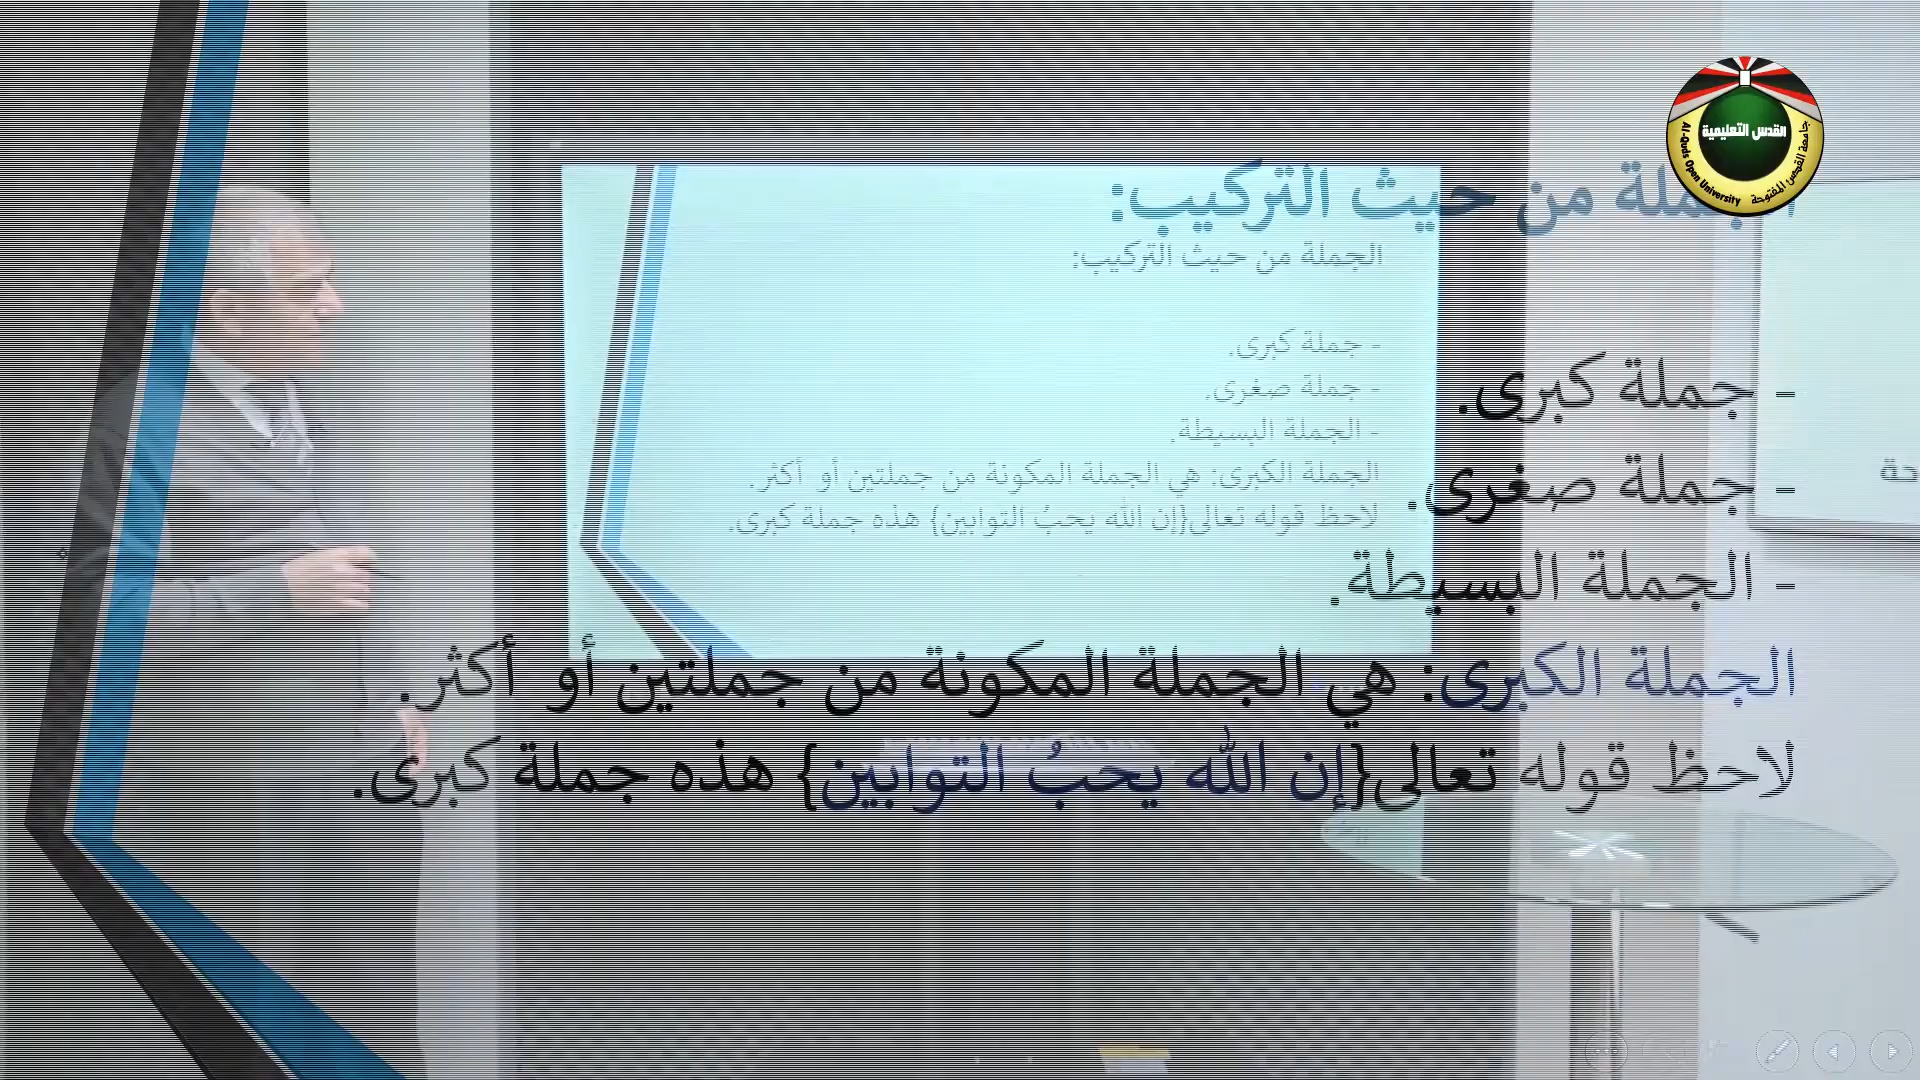 الجملة من حيث التركيب:
- جملة كبرى.
- جملة صغرى.
- الجملة البسيطة.
الجملة الكبرى: هي الجملة المكونة من جملتين أو أكثر.
لاحظ قوله تعالى{إن الله يحبُ التوابين} هذه جملة كبرى.
الجملة من حيث التركيب:
- جملة كبرى.
- جملة صغرى.
- الجملة البسيطة.
الجملة الكبرى: هي الجملة المكونة من جملتين أو أكثر.
لاحظ قوله تعالى{إن الله يحبُ التوابين} هذه جملة كبرى.
القدس التعليمية
جامعة القدس المفتوحة
Al-Quds Open University